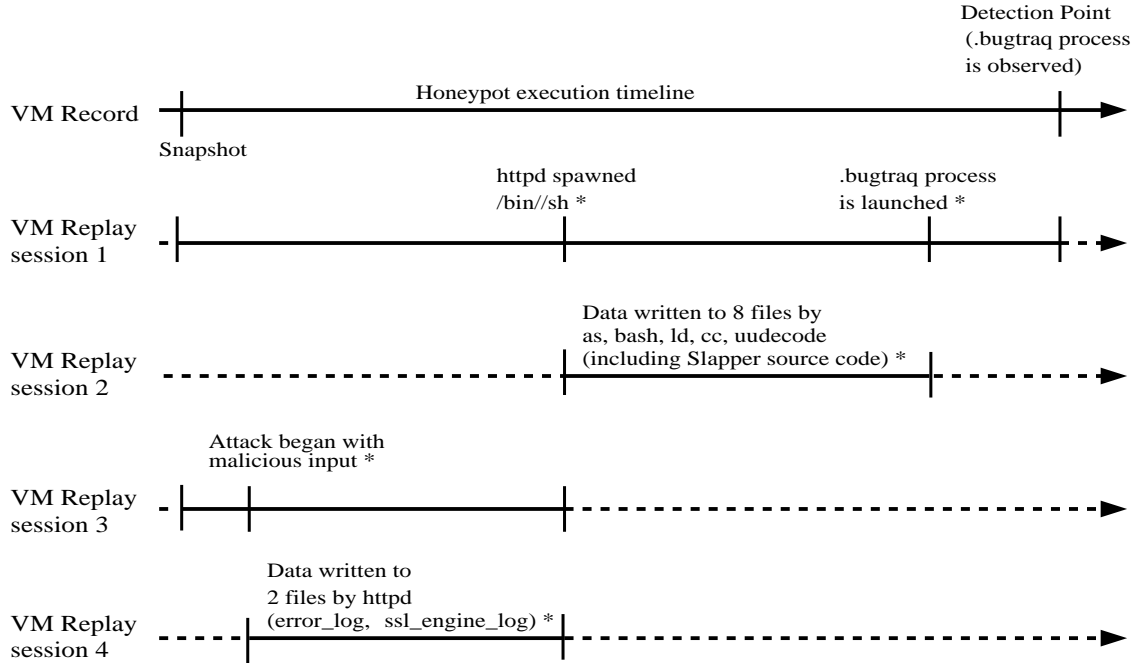 Detection Point
(.bugtraq process
is observed)
Honeypot execution timeline
VM Record
Snapshot
httpd spawned
/bin//sh *
.bugtraq process
is launched *
VM Replay
session 1
Data written to 8 files by
as, bash, ld, cc, uudecode
(including Slapper source code) *
VM Replay
session 2
Attack began with
malicious input *
VM Replay
session 3
Data written to
2 files by httpd
(error_log, ssl_engine_log) *
VM Replay
session 4